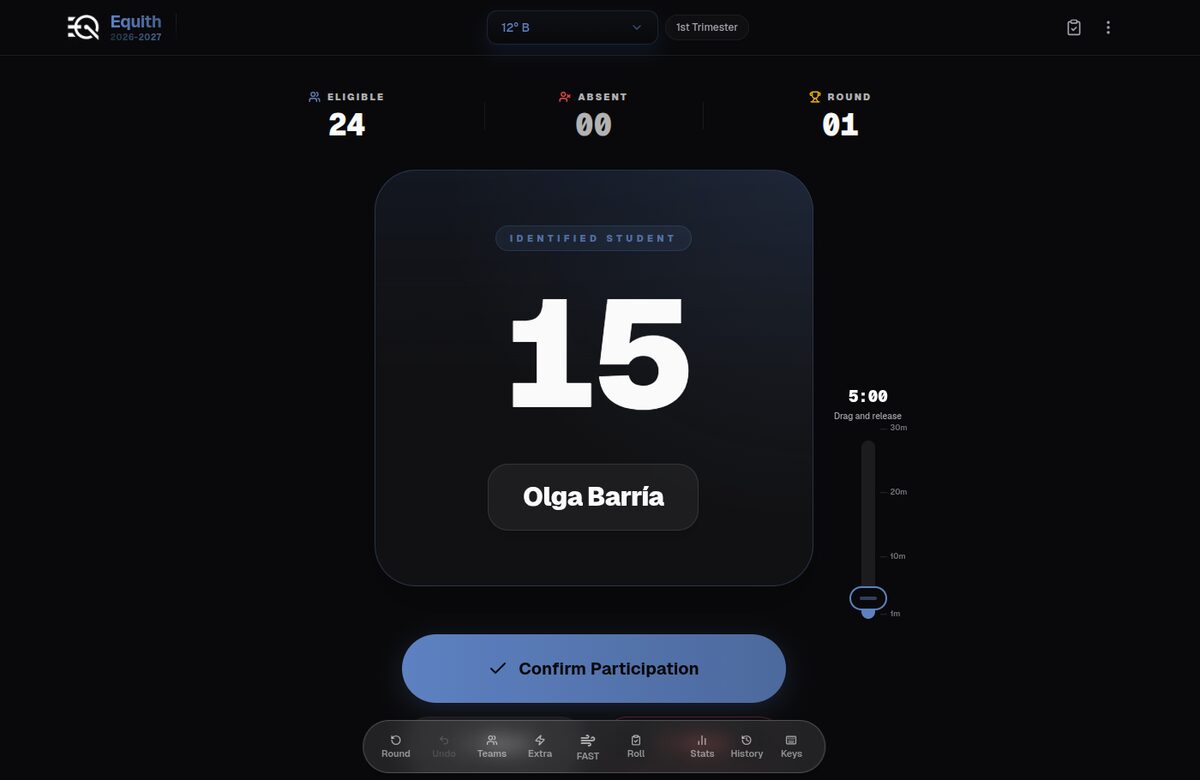 Equith
2026-2027
12º B
1st Trimester
ELIGIBLE
24
ABSENT
00
ROUND
01
IDENTIFIED STUDENT
15
Olga Barría
5:00
Drag and release
30m
20m
10m
1m
Confirm Participation
Round
Undo
Teams
Extra
FAST
Roll
Stats
History
Keys